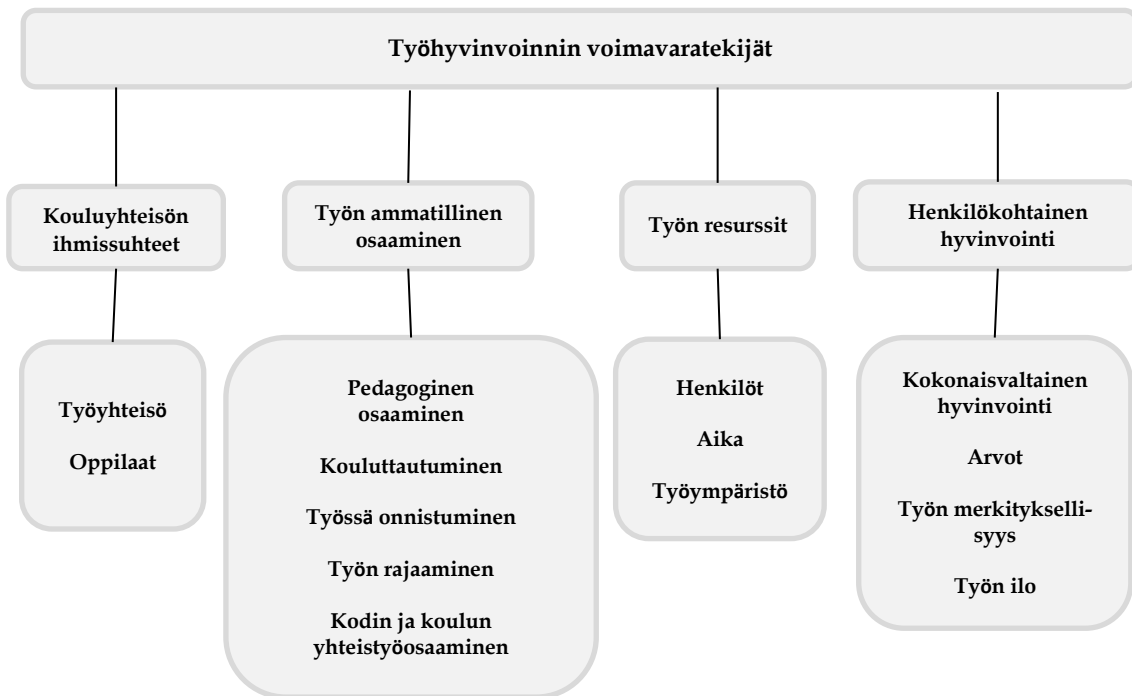 Työhyvinvoinnin voimavaratekijät
Kouluyhteisön
ihmissuhteet
Työn ammatillinen
osaaminen
Työn resurssit
Henkilökohtainen
hyvinvointi
Työyhteisö
Oppilaat
Pedagoginen
osaaminen
Kouluttautuminen
Työssä onnistuminen
Työn rajaaminen
Kodin ja koulun
yhteistyöosaaminen
Henkilöt
Aika
Työympäristö
Kokonaisvaltainen
hyvinvointi
Arvot
Työn merkitykselli-
syys
Työn ilo